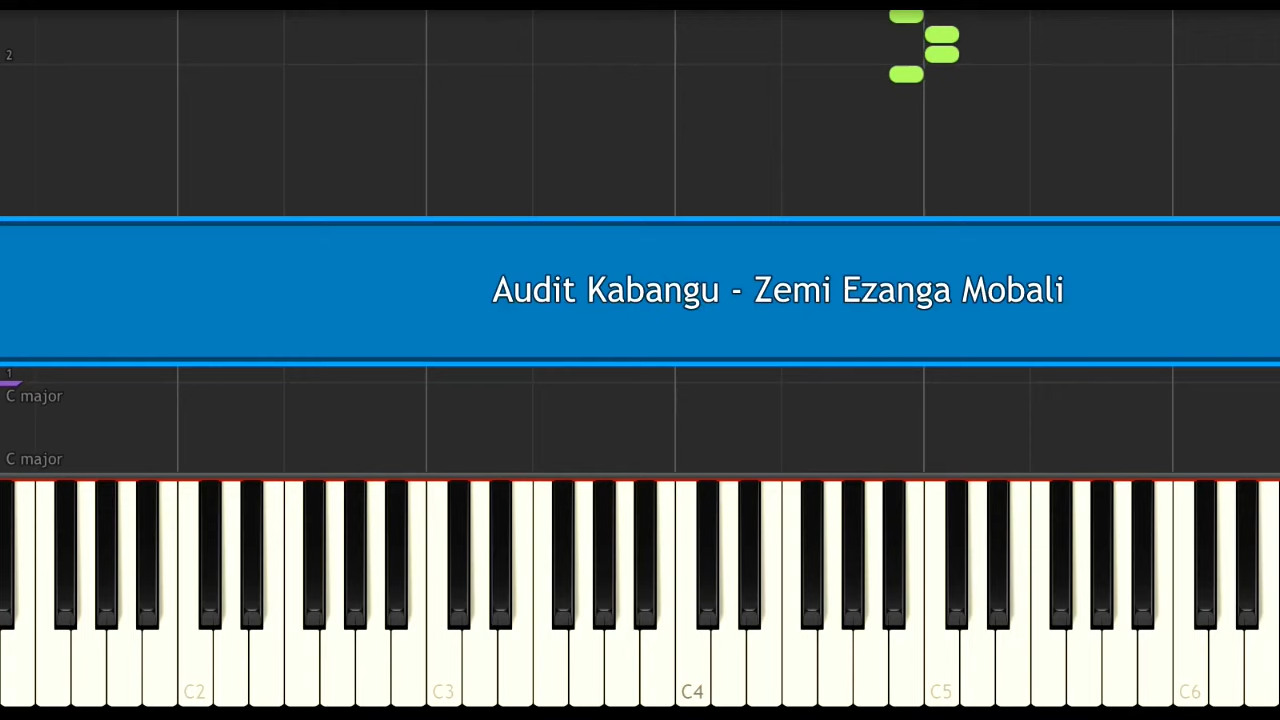 2
Audit Kabangu - Zemi Ezanga Mobali
1
C major
C major
C2 C3 C4 C5 C6